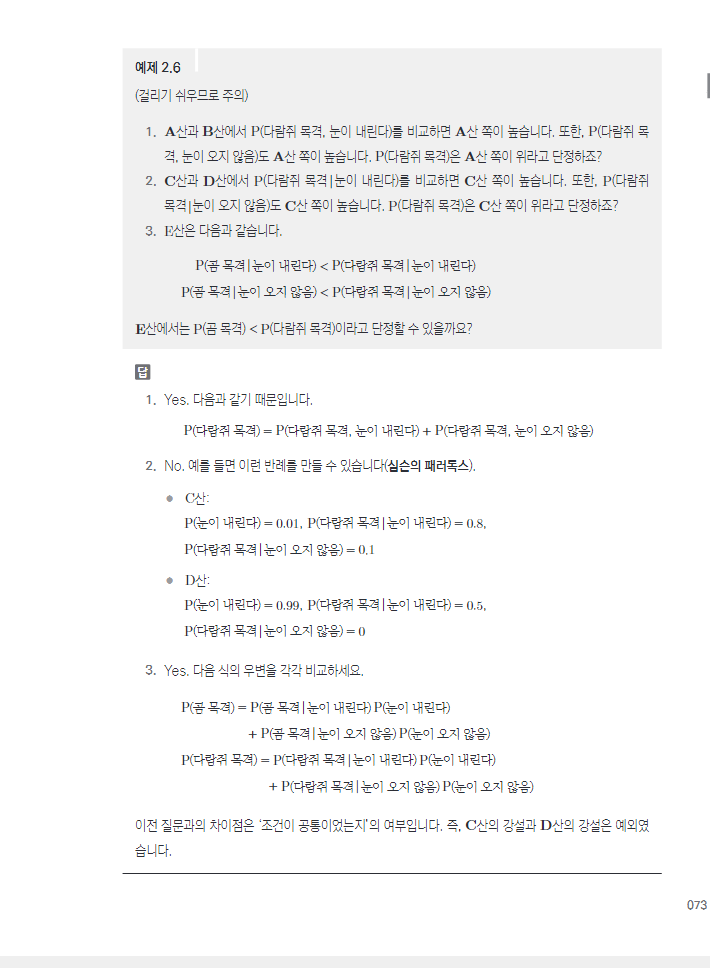 예제 2.6
(걸리기 쉬우므로 주의)
1. A산과 B산에서 P(다람쥐 목격, 눈이 내린다)를 비교하면 A산 쪽이 높습니다. 또한, P(다람쥐 목
격, 눈이 오지 않음)도 A산 쪽이 높습니다. P(다람쥐 목격)은 A산 쪽이 위라고 단정하죠?
2. C산과 D산에서 P(다람쥐 목격|눈이 내린다)를 비교하면 C산 쪽이 높습니다. 또한, P(다람쥐
목격|눈이 오지 않음)도 C산 쪽이 높습니다. P(다람쥐 목격)은 C산 쪽이 위라고 단정하죠?
3. E산은 다음과 같습니다.
P(곰 목격|눈이 내린다) < P(다람쥐 목격|눈이 내린다)
P(곰 목격|눈이 오지 않음) < P(다람쥐 목격|눈이 오지 않음)
E산에서는 P(곰 목격) < P(다람쥐 목격)이라고 단정할 수 있을까요?
답
1. Yes. 다음과 같기 때문입니다.
P(다람쥐 목격) = P(다람쥐 목격, 눈이 내린다) + P(다람쥐 목격, 눈이 오지 않음)
2. No. 예를 들면 이런 반례를 만들 수 있습니다(심슨의 패러독스).
● C산:
P(눈이 내린다) = 0.01, P(다람쥐 목격|눈이 내린다) = 0.8,
P(다람쥐 목격|눈이 오지 않음) = 0.1
● D산:
P(눈이 내린다) = 0.99, P(다람쥐 목격|눈이 내린다) = 0.5,
P(다람쥐 목격|눈이 오지 않음) = 0
3. Yes. 다음 식의 우변을 각각 비교하세요.
P(곰 목격) = P(곰 목격|눈이 내린다) P(눈이 내린다)
+ P(곰 목격|눈이 오지 않음) P(눈이 오지 않음)
P(다람쥐 목격) = P(다람쥐 목격|눈이 내린다) P(눈이 내린다)
+ P(다람쥐 목격|눈이 오지 않음) P(눈이 오지 않음)
이전 질문과의 차이점은 '조건이 공통이었는지'의 여부입니다. 즉, C산의 강설과 D산의 강설은 예외였
습니다.
073